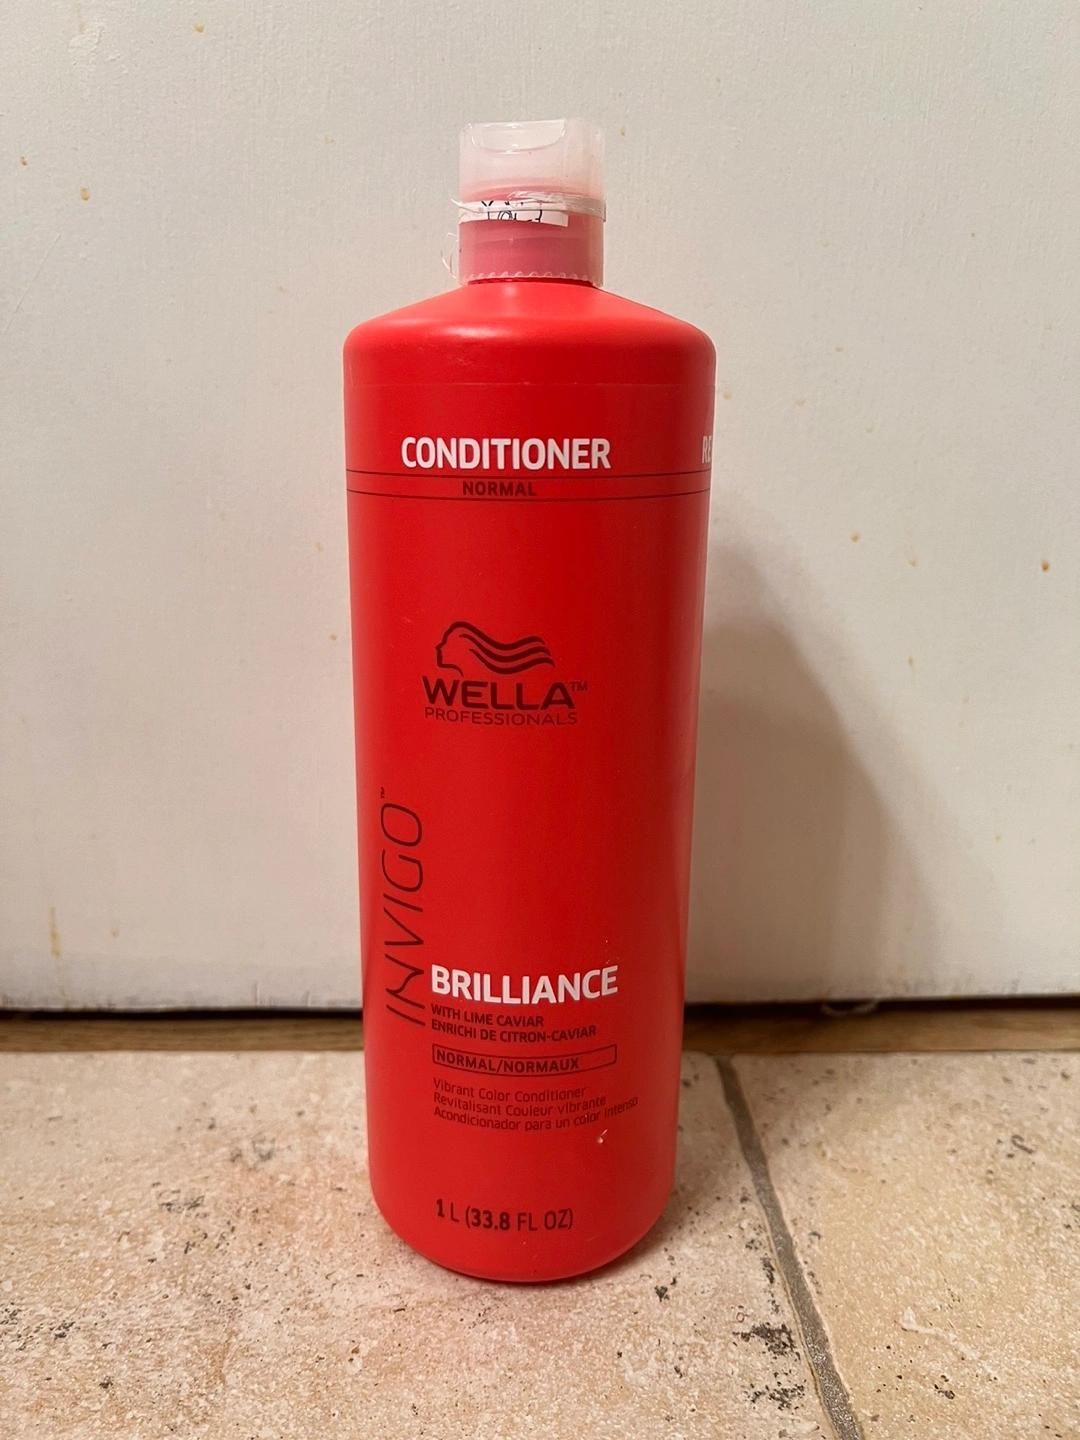 CONDITIONER
RE
NORMAL
WELLA™
PROFESSIONALS
INVIGO™
BRILLIANCE
WITH LIME CAVIAR
ENRICHI DE CITRON-CAVIAR
NORMAL/NORMAUX
Vibrant Color Conditioner
Revitalisant Couleur vibrante
Acondicionador para un color intenso
1 L (33.8 FL OZ)